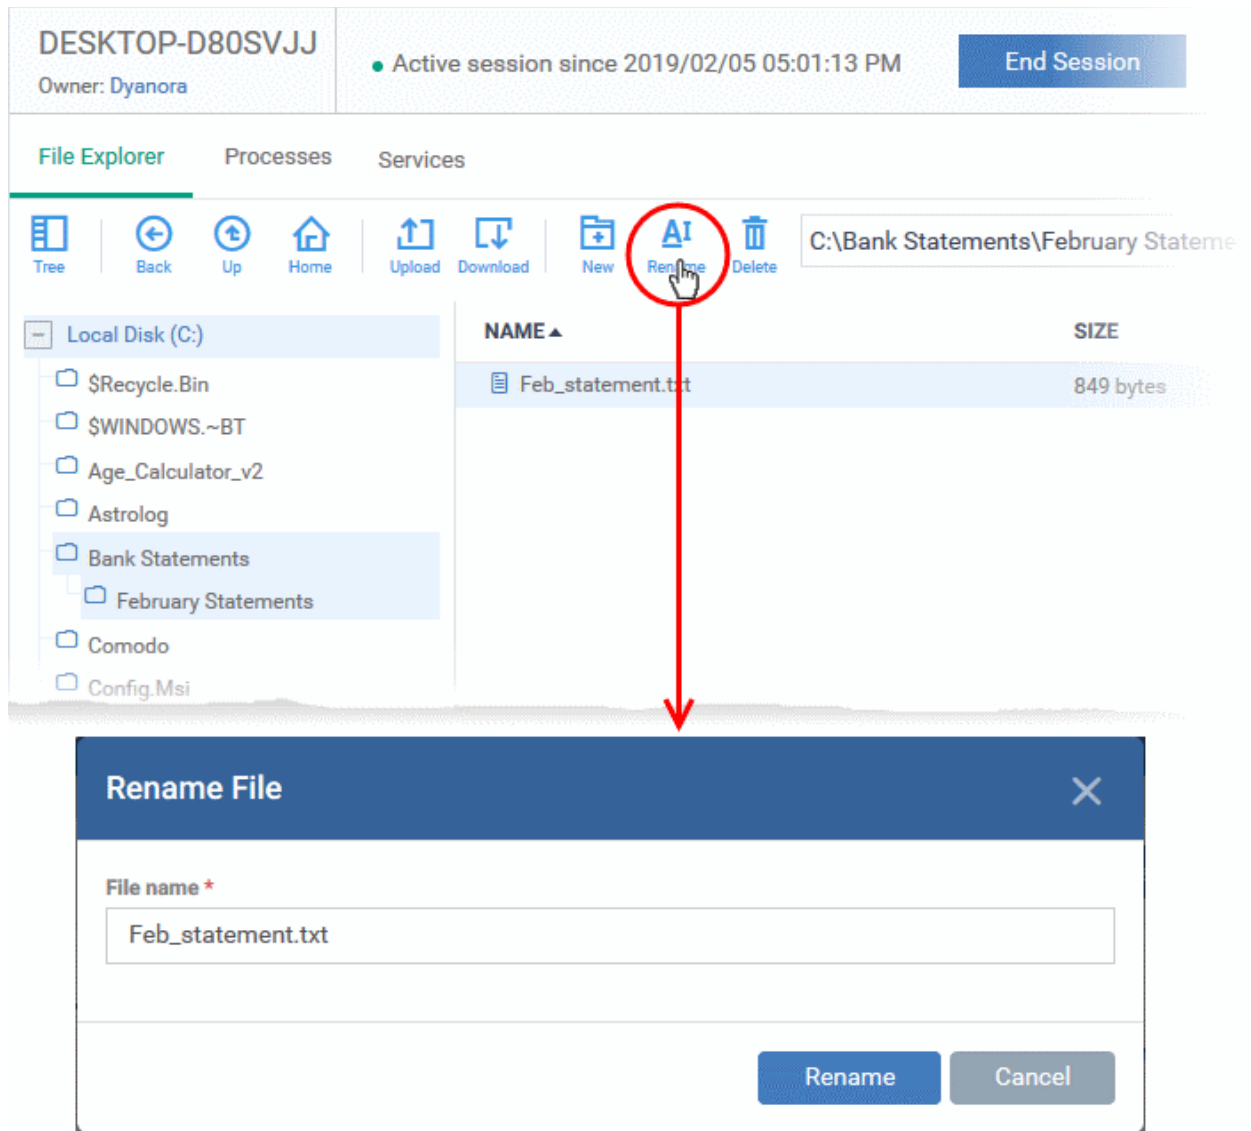 DESKTOP-D80SVJJ
Owner: Dyanora
Active session since 2019/02/05 05:01:13 PM
End Session
File Explorer
Processes
Services
Tree
Back
Up
Home
Upload
Download
New
Rename
Delete
C:\Bank Statements\February Stateme
Local Disk (C:)
$Recycle.Bin
$WINDOWS.~BT
Age_Calculator_v2
Astrolog
Bank Statements
February Statements
Comodo
Config.Msi
NAME
SIZE
Feb_statement.txt
849 bytes
Rename File
File name *
Feb_statement.txt
Rename
Cancel